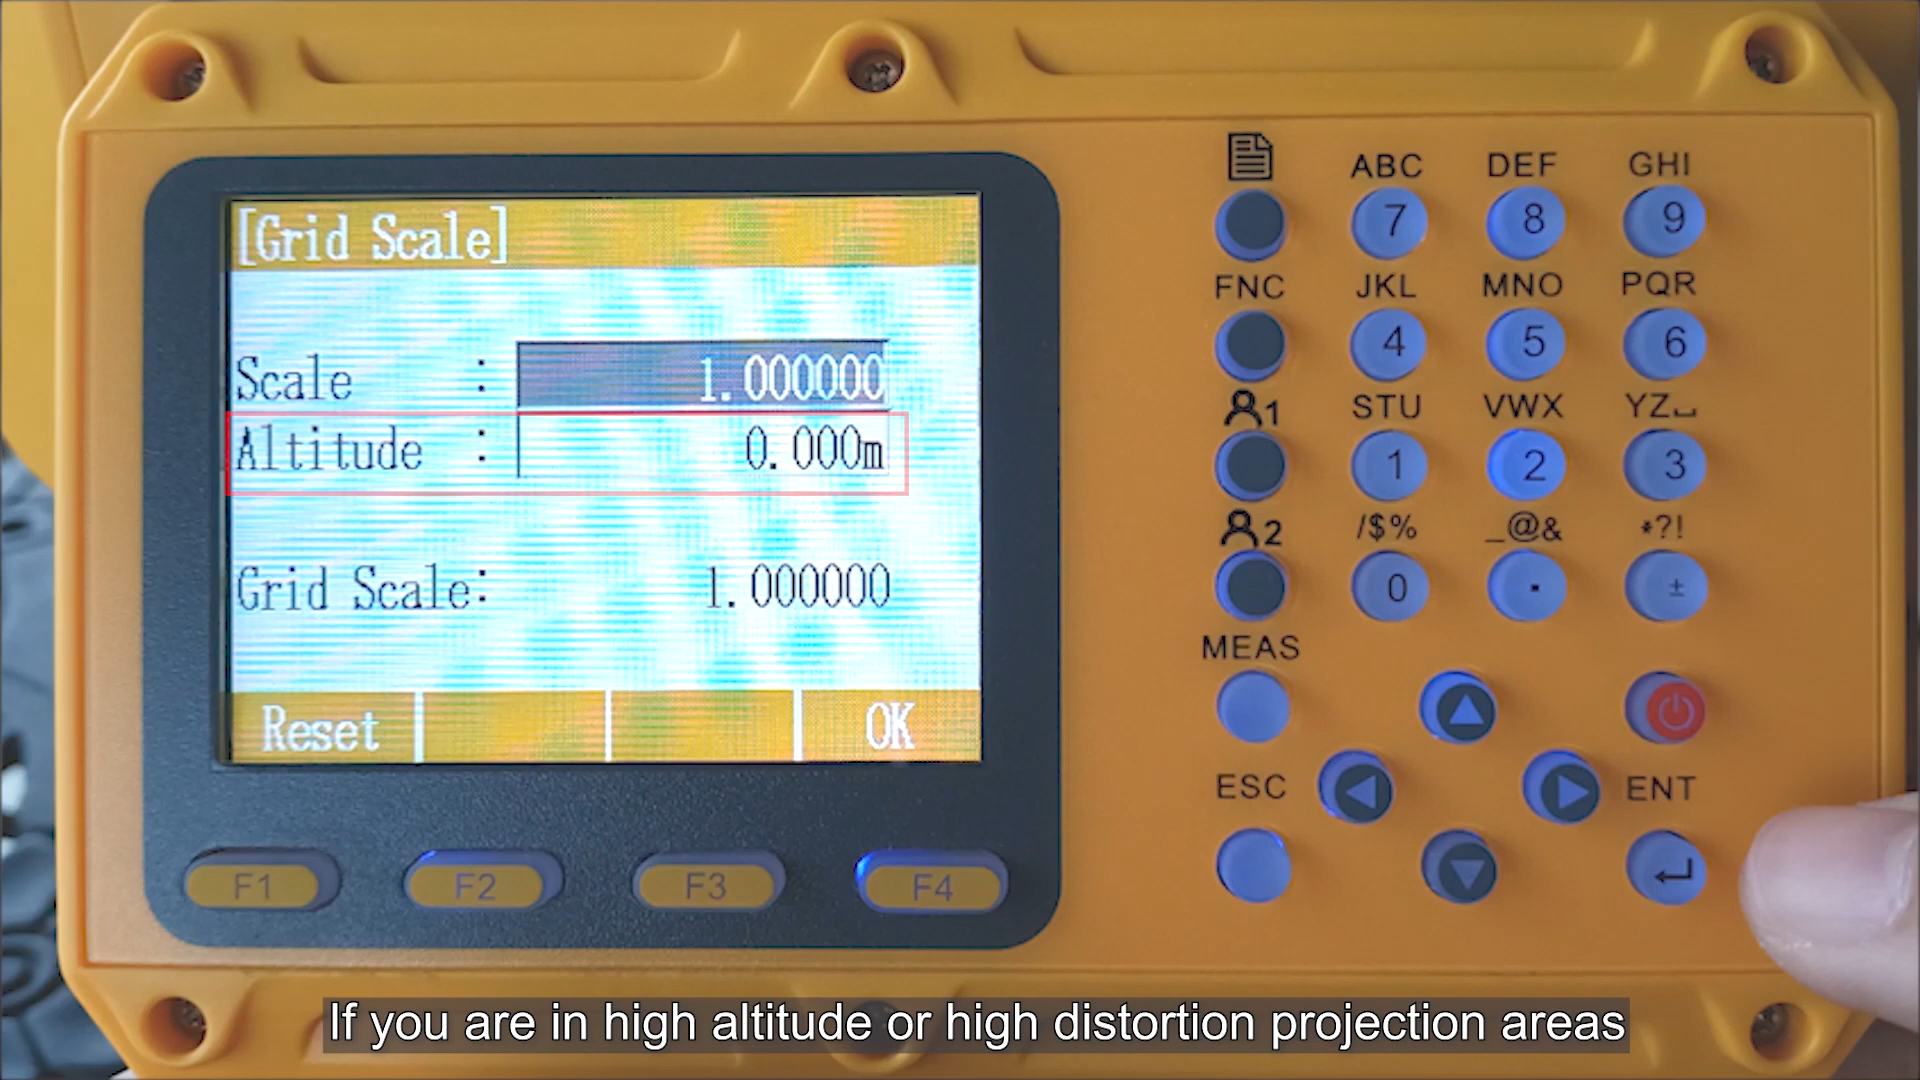 [Grid Scale]
Scale : 1.000000
Altitude : 0.000m
Grid Scale: 1.000000
Reset OK
F1 F2 F3 F4
ABC DEF GHI
7 8 9
FNC JKL MNO PQR
4 5 6
1 STU VWX YZ⎵
1 2 3
2 /$% _@& *?!
0 . ±
MEAS
ESC ENT
If you are in high altitude or high distortion projection areas